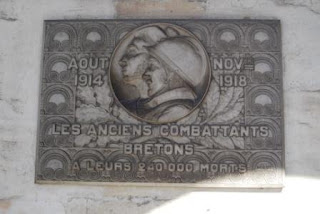 AOUT NOV=
1914 1918
LES ANCIENS COMBATTANTS
BRETONS
A LEURS 240 000 MORTS